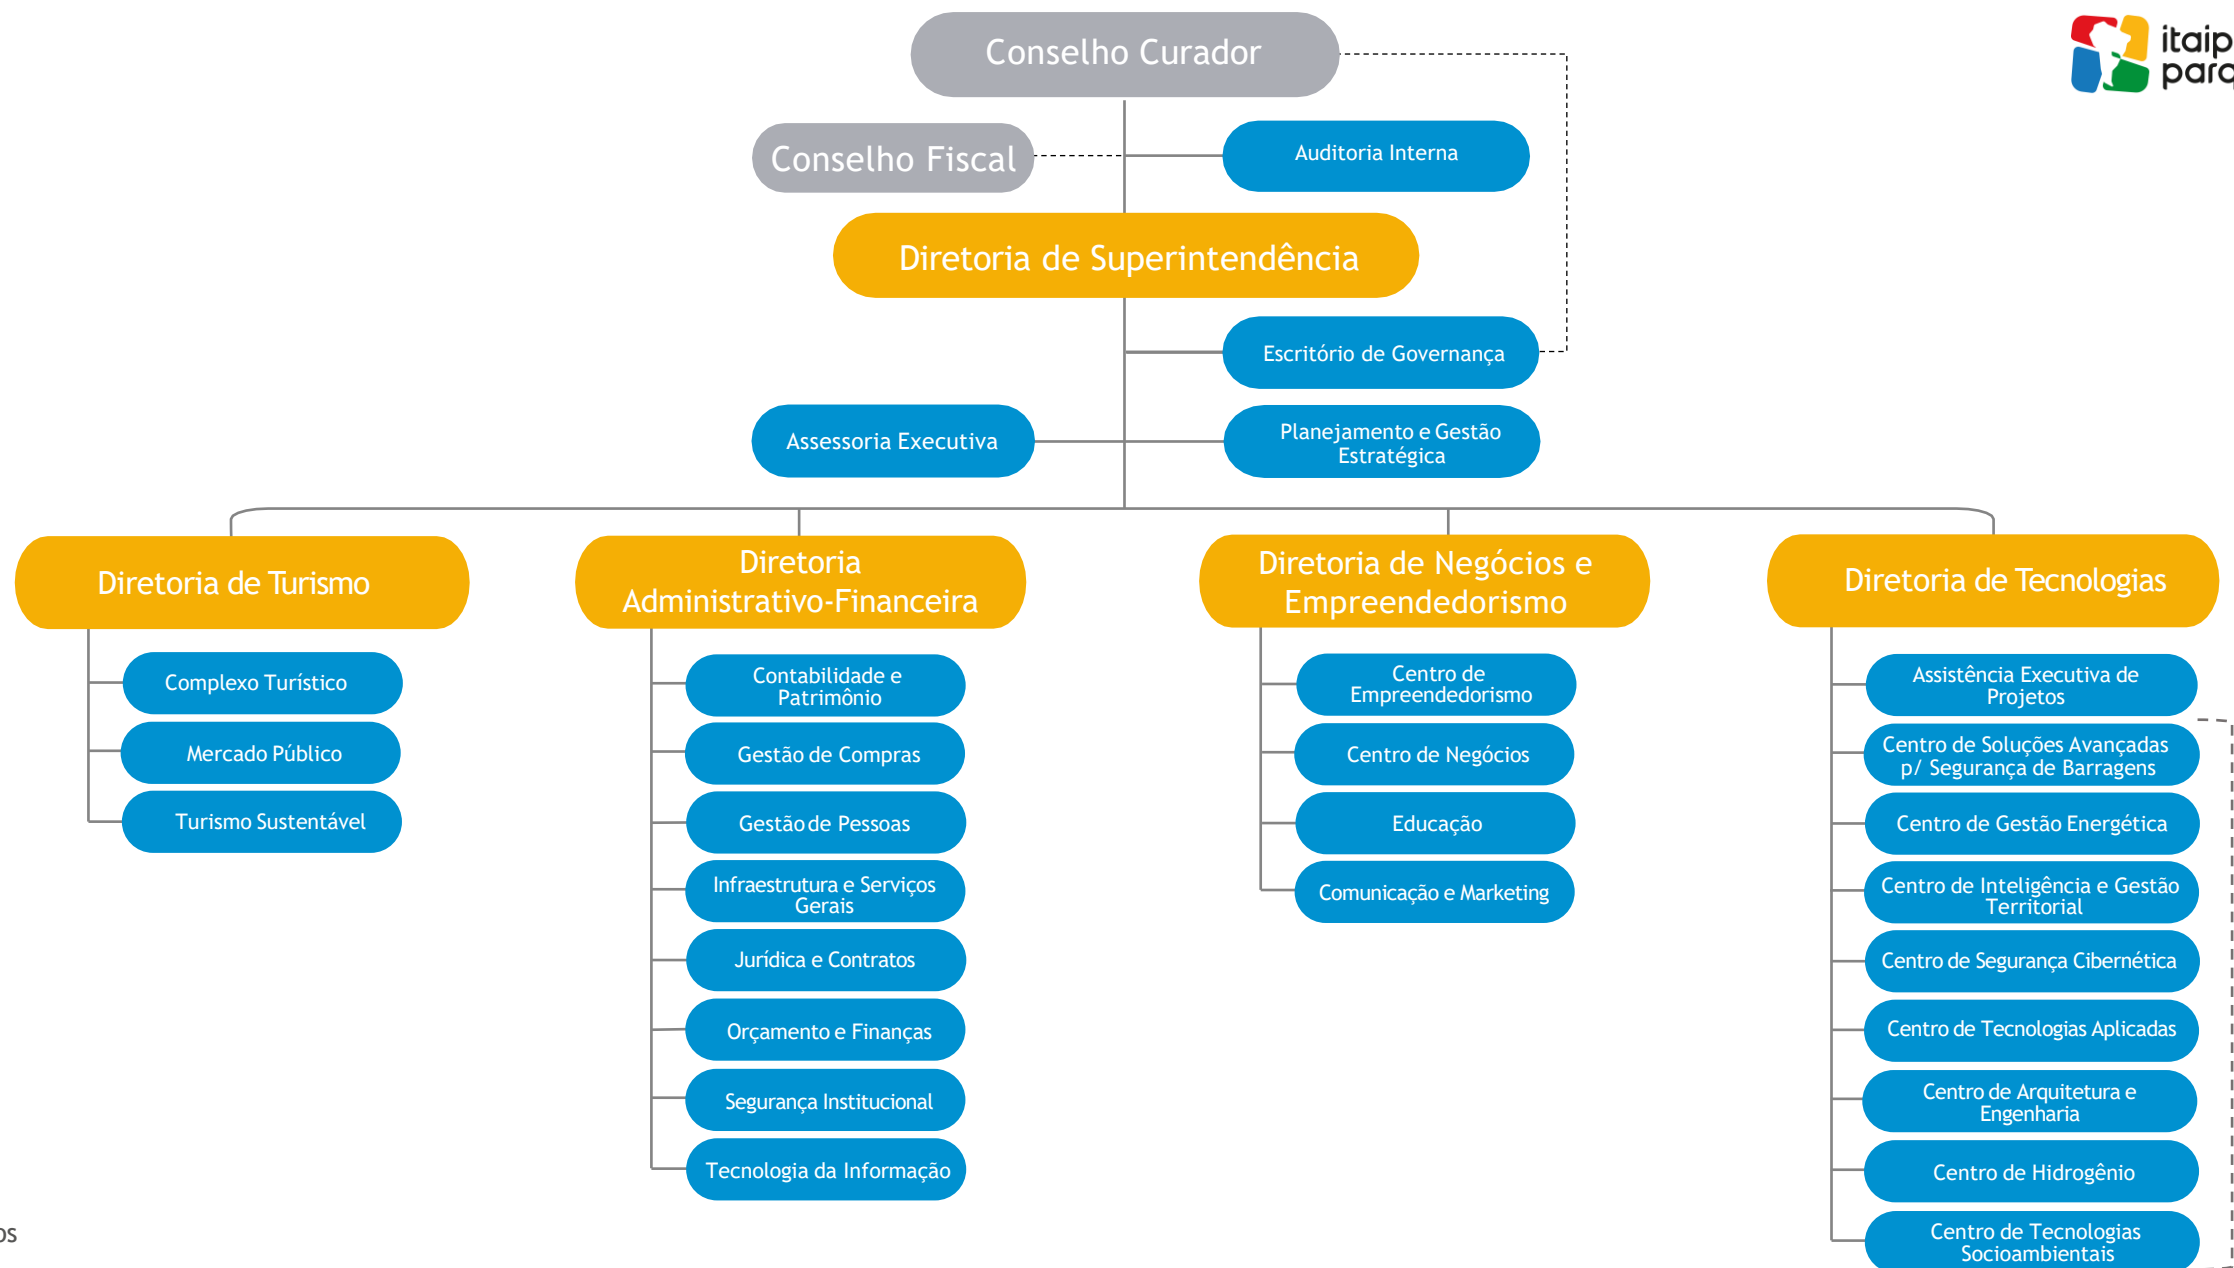 Conselho Curador
itaip
parq
Conselho Fiscal
Auditoria Interna
Diretoria de Superintendência
Escritório de Governança
Assessoria Executiva
Planejamento e Gestão
Estratégica
Diretoria de Turismo
Complexo Turístico
Mercado Público
Turismo Sustentável
Diretoria
Administrativo-Financeira
Contabilidade e
Patrimônio
Gestão de Compras
Gestão de Pessoas
Infraestrutura e Serviços
Gerais
Jurídica e Contratos
Orçamento e Finanças
Segurança Institucional
Tecnologia da Informação
Diretoria de Negócios e
Empreendedorismo
Centro de
Empreendedorismo
Centro de Negócios
Educação
Comunicação e Marketing
Diretoria de Tecnologias
Assistência Executiva de
Projetos
Centro de Soluções Avançadas
p/ Segurança de Barragens
Centro de Gestão Energética
Centro de Inteligência e Gestão
Territorial
Centro de Segurança Cibernética
Centro de Tecnologias Aplicadas
Centro de Arquitetura e
Engenharia
Centro de Hidrogênio
Centro de Tecnologias
Socioambientais
os